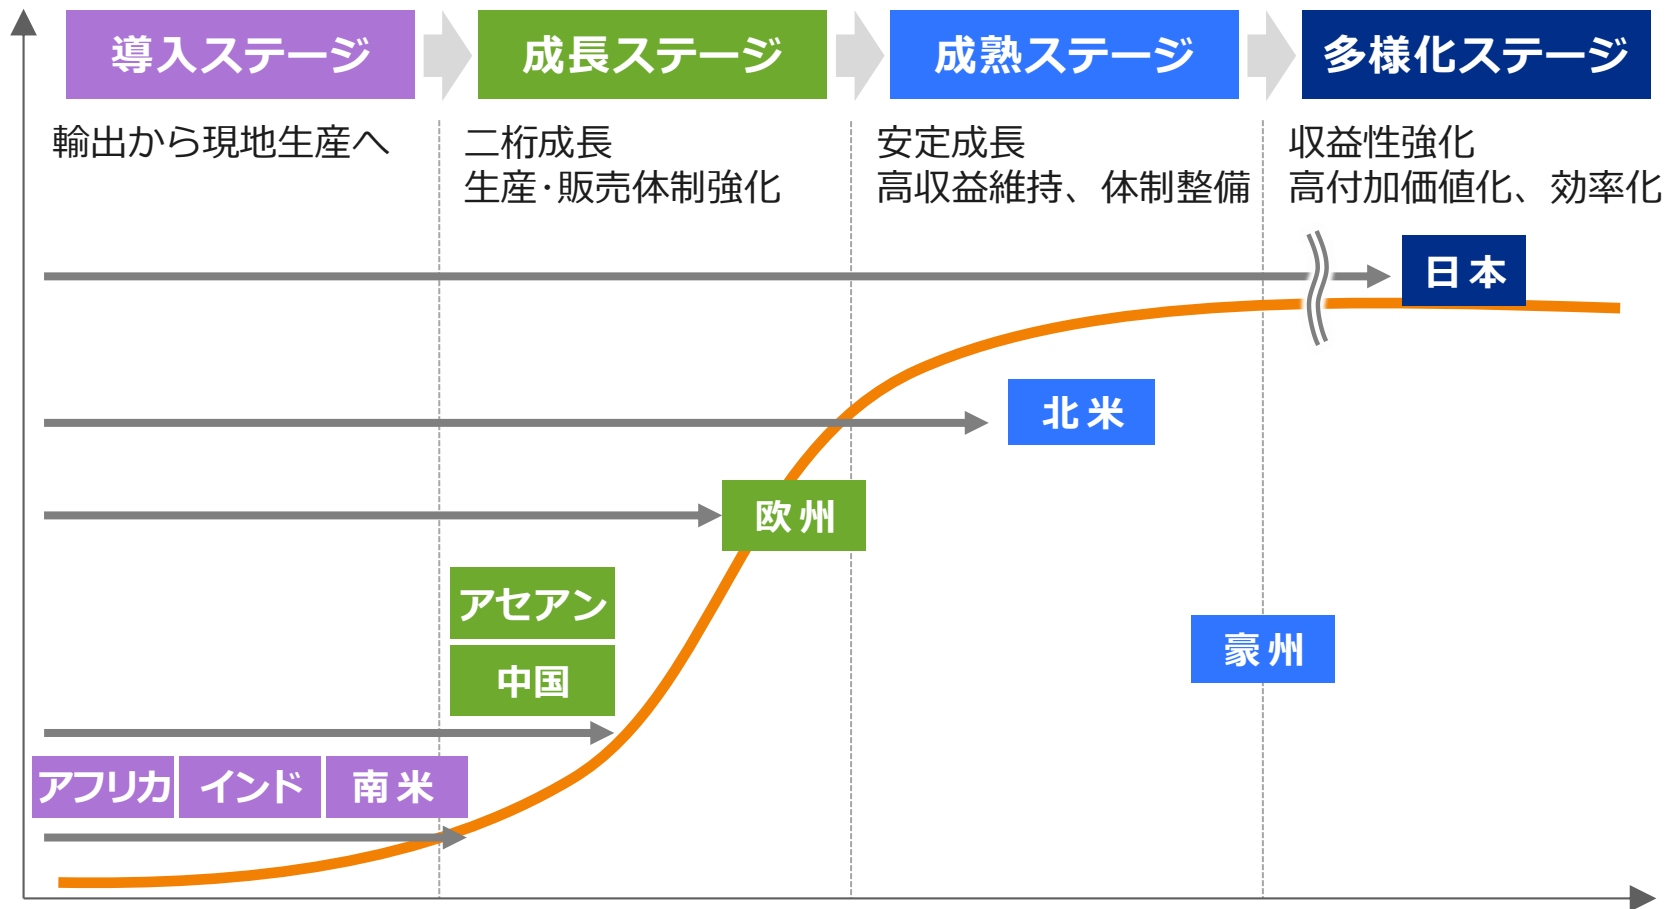 導入ステージ
成長ステージ
成熟ステージ
多様化ステージ
輸出から現地生産へ
二桁成長
生産・販売体制強化
安定成長
高収益維持、体制整備
収益性強化
高付加価値化、効率化
日本
北米
欧州
アセアン
中国
豪州
アフリカ
インド
南米